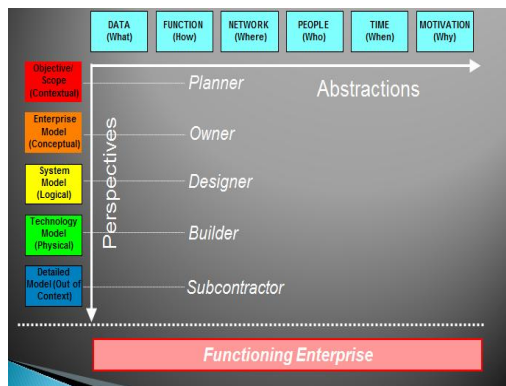 DATA
(What)
FUNCTION
(How)
NETWORK
(Where)
PEOPLE
(Who)
TIME
(When)
MOTIVATION
(Why)
Objective/
Scope
(Contextual)
Planner
Abstractions
Enterprise
Model
(Conceptual)
Owner
Perspectives
System
Model
(Logical)
Designer
Technology
Model
(Physical)
Builder
Detailed
Model (Out of
Context)
Subcontractor
Functioning Enterprise